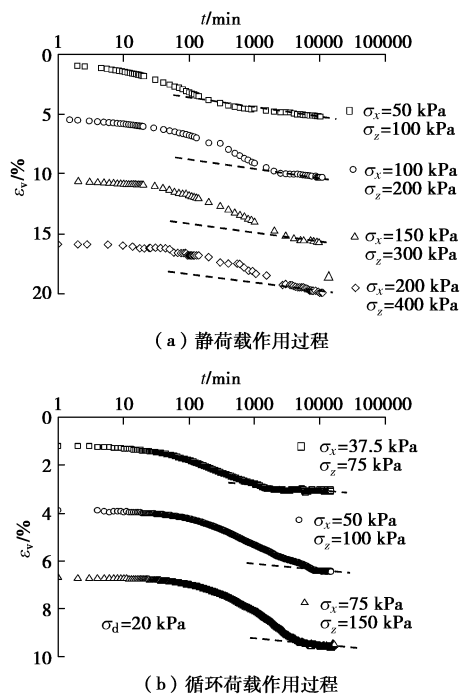 t/min
1 10 100 1000 10000 100000
0
5
10
15
20
εv/%
σx=50 kPa
σz=100 kPa
σx=100 kPa
σz=200 kPa
σx=150 kPa
σz=300 kPa
σx=200 kPa
σz=400 kPa
(a)静荷载作用过程
t/min
1 10 100 1000 10000 100000
0
2
4
6
8
10
εv/%
σx=37.5 kPa
σz=75 kPa
σx=50 kPa
σz=100 kPa
σx=75 kPa
σz=150 kPa
σd=20 kPa
(b)循环荷载作用过程